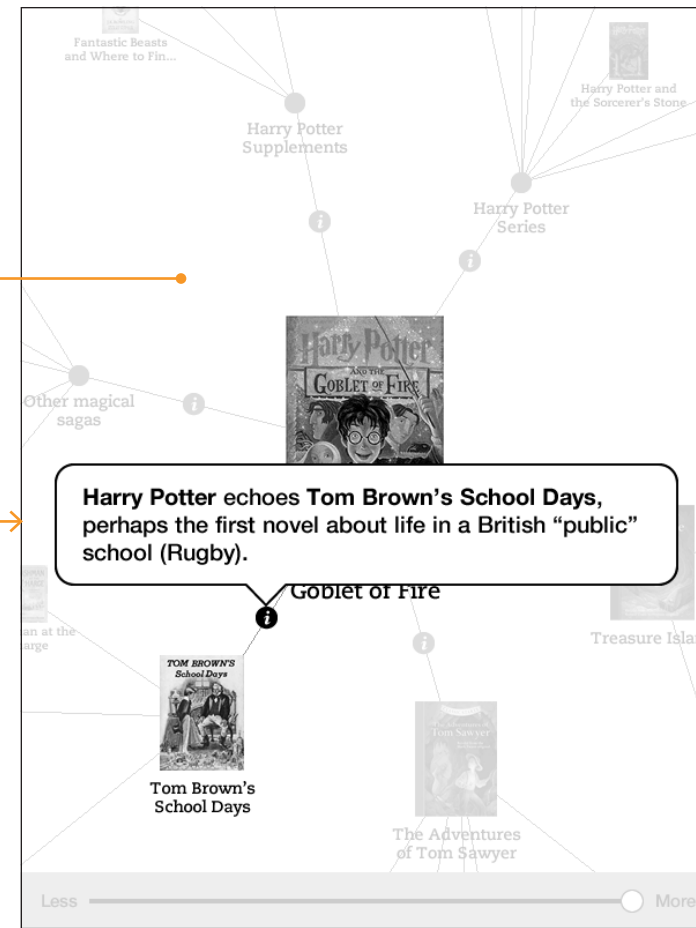 Fantastic Beasts
and Where to Fin...
Harry Potter and
the Sorcerer's Stone
Harry Potter
Supplements
Harry Potter
Series
i
i
Harry Potter
AND THE
GOBLET OF FIRE
Other magical
sagas
i
Harry Potter echoes Tom Brown's School Days,
perhaps the first novel about life in a British “public”
school (Rugby).
Goblet of Fire
i
an at the
arge
i
Treasure Isla
TOM BROWN'S
School Days
Tom Sawyer
Tom Brown's
School Days
The Adventures
of Tom Sawyer
Less
More